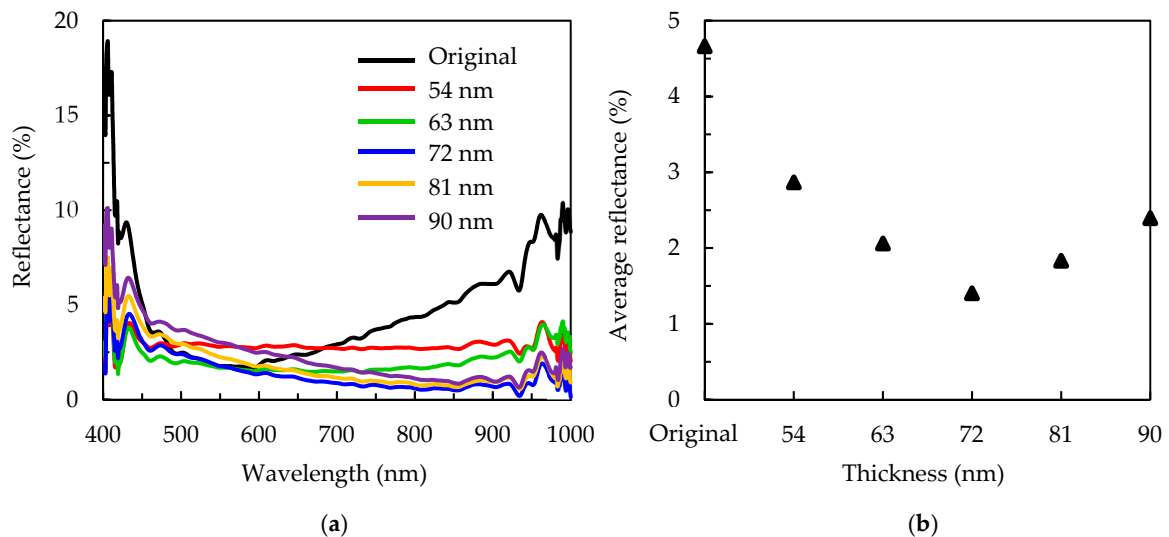 Reflectance (%)
20
15
10
5
0
Original
54 nm
63 nm
72 nm
81 nm
90 nm
400 500 600 700 800 900 1000
Wavelength (nm)
(a)
Average reflectance (%)
5
4
3
2
1
0
Original 54 63 72 81 90
Thickness (nm)
(b)